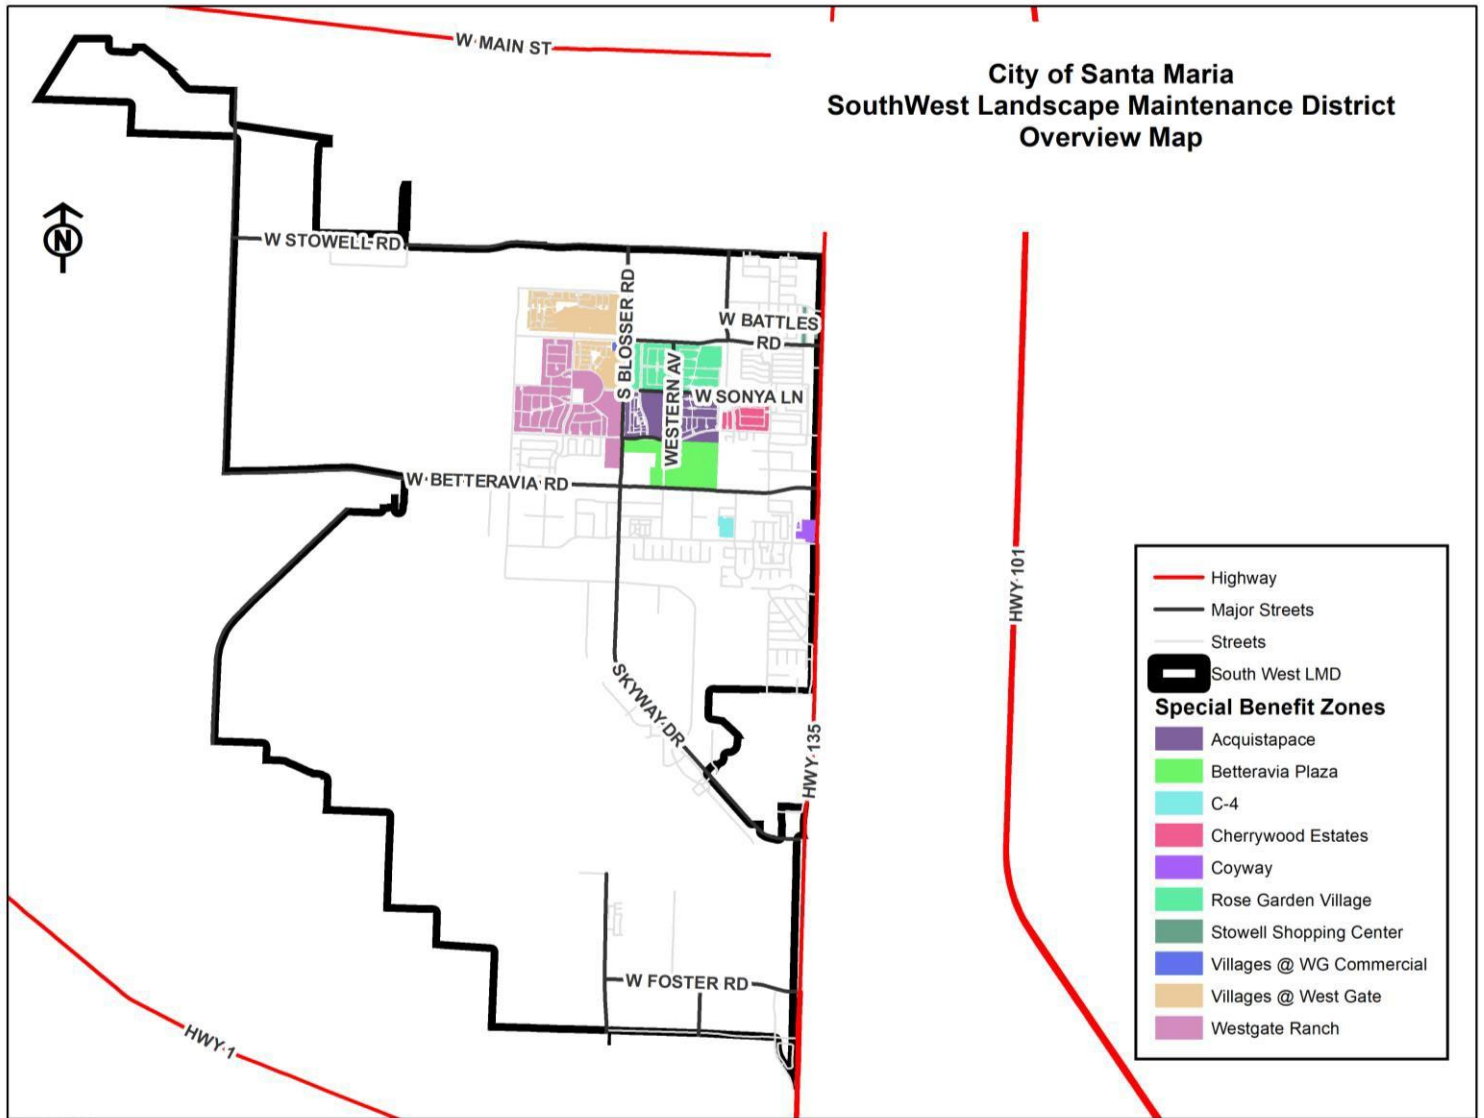 W MAIN ST
City of Santa Maria
SouthWest Landscape Maintenance District
Overview Map
N
W STOWELL RD
S BLOSSER RD
W BATTLES
RD
WESTERN AV
W SONYA LN
W BETTERAVIA RD
HWY 101
SKYWAY DR
HWY 135
W FOSTER RD
HWY 1
Highway
Major Streets
Streets
South West LMD
Special Benefit Zones
Acquistapace
Betteravia Plaza
C-4
Cherrywood Estates
Coyway
Rose Garden Village
Stowell Shopping Center
Villages @ WG Commercial
Villages @ West Gate
Westgate Ranch